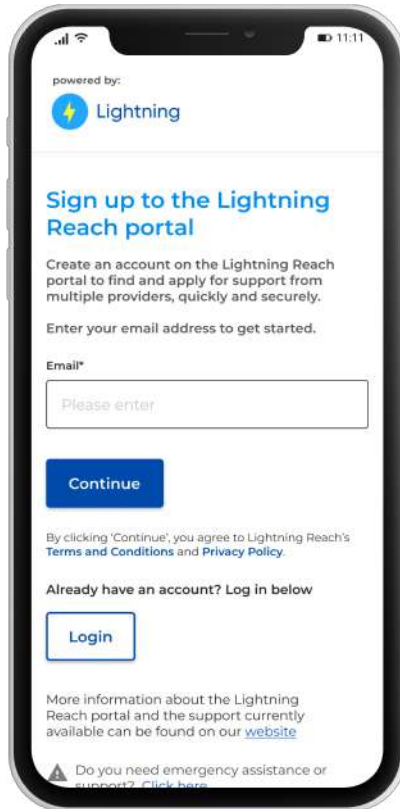 11:11
powered by:
Lightning
Sign up to the Lightning
Reach portal
Create an account on the Lightning Reach
portal to find and apply for support from
multiple providers, quickly and securely.
Enter your email address to get started.
Email*
Please enter
Continue
By clicking 'Continue', you agree to Lightning Reach's
Terms and Conditions and Privacy Policy.
Already have an account? Log in below
Login
More information about the Lightning
Reach portal and the support currently
available can be found on our website
Do you need emergency assistance or
support? Click here